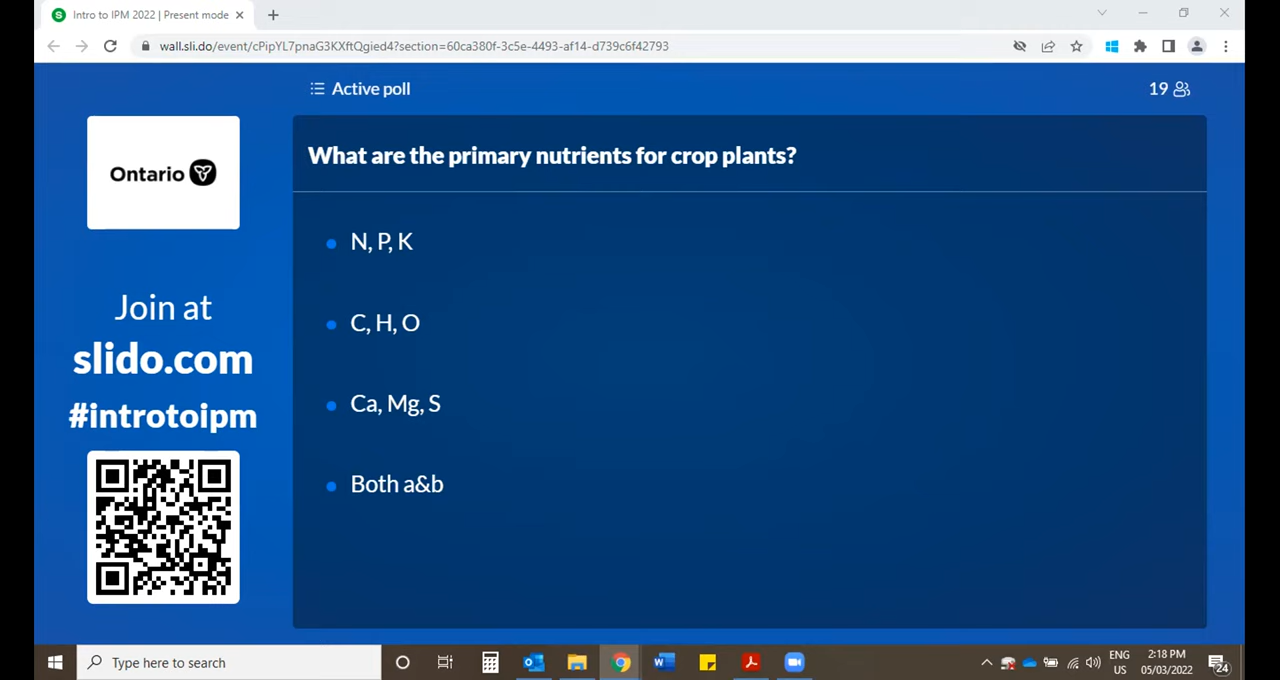 Intro to IPM 2022 | Present mode
wall.sli.do/event/cPipYL7pnaG3KXftQgied4?section=60ca380f-3c5e-4493-af14-d739c6f42793
Active poll
19
Ontario
What are the primary nutrients for crop plants?
N, P, K
C, H, O
Ca, Mg, S
Both a&b
Join at
slido.com
#introtoipm
Type here to search
ENG
US
2:18 PM
05/03/2022
24